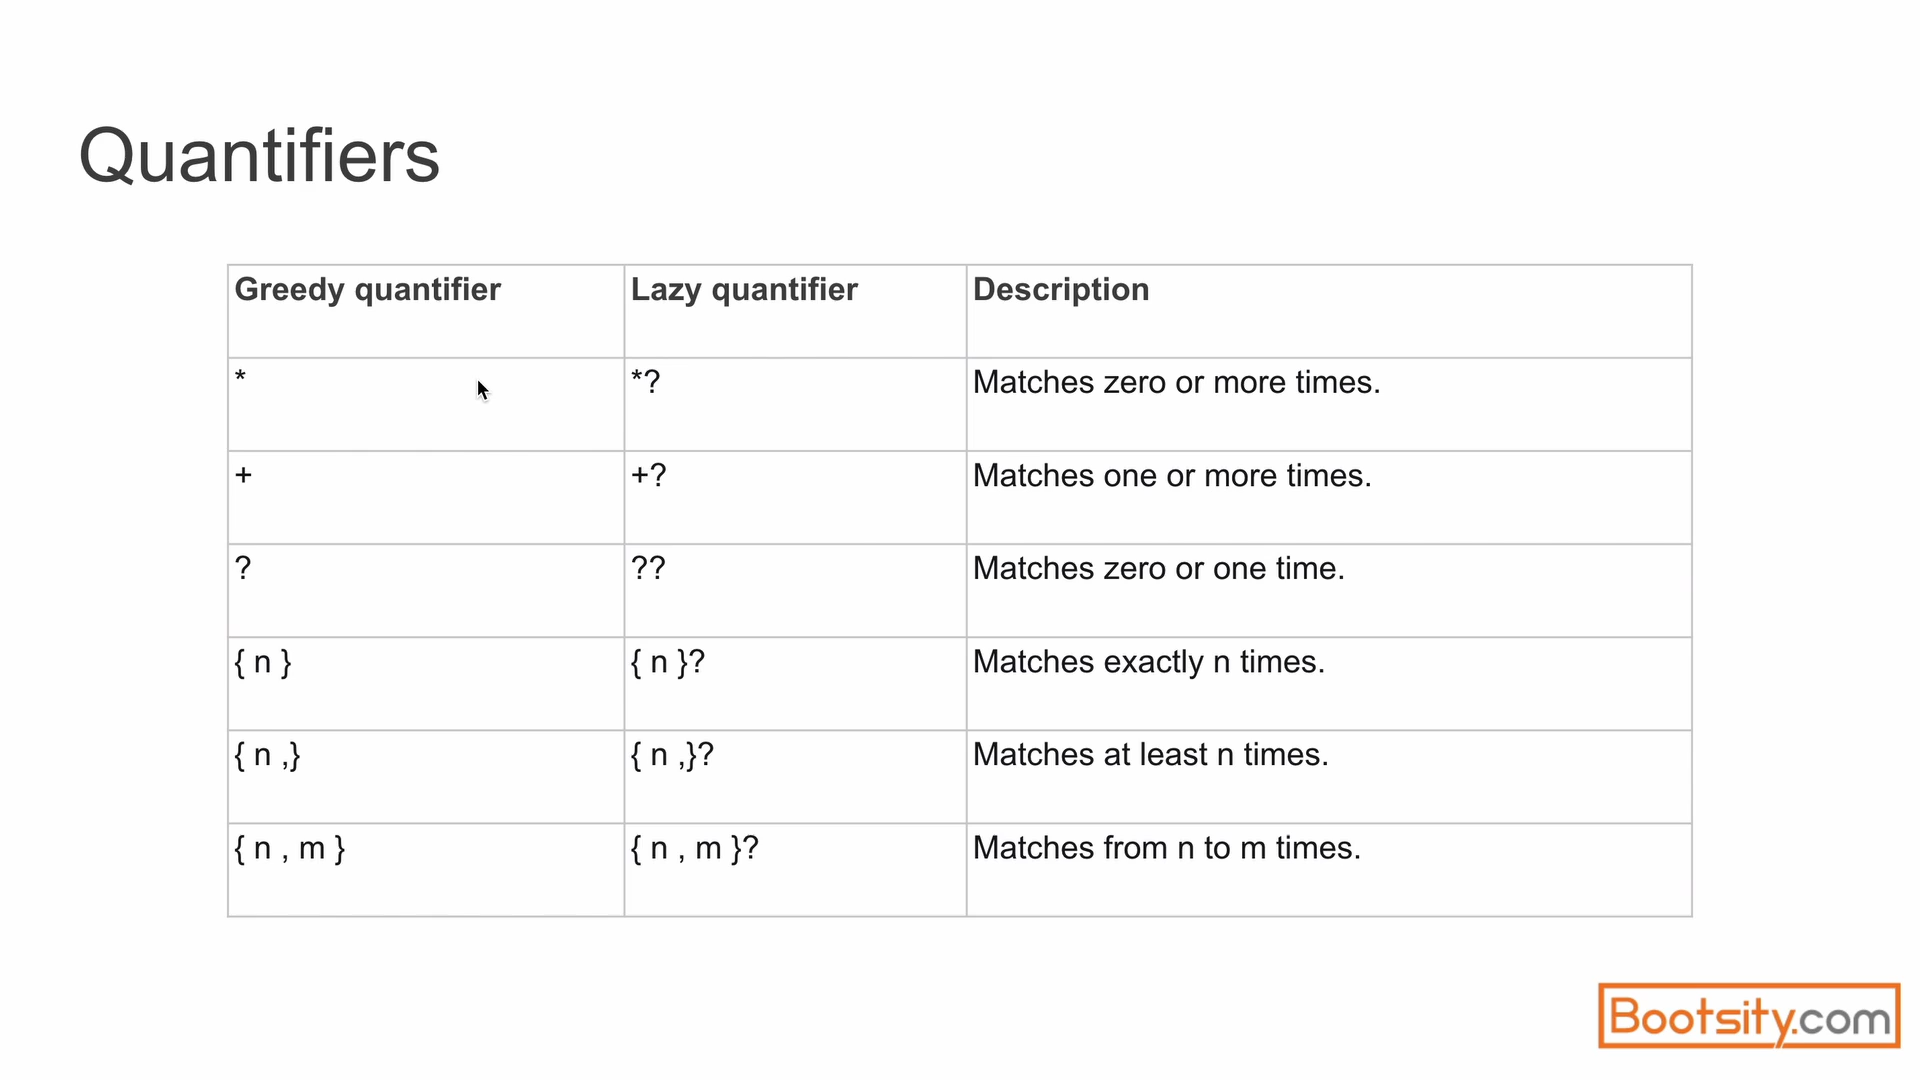 Quantifiers
Greedy quantifier Lazy quantifier Description
* *? Matches zero or more times.
+ +? Matches one or more times.
? ?? Matches zero or one time.
{ n } { n }? Matches exactly n times.
{ n ,} { n ,}? Matches at least n times.
{ n , m } { n , m }? Matches from n to m times.
Bootsity.com